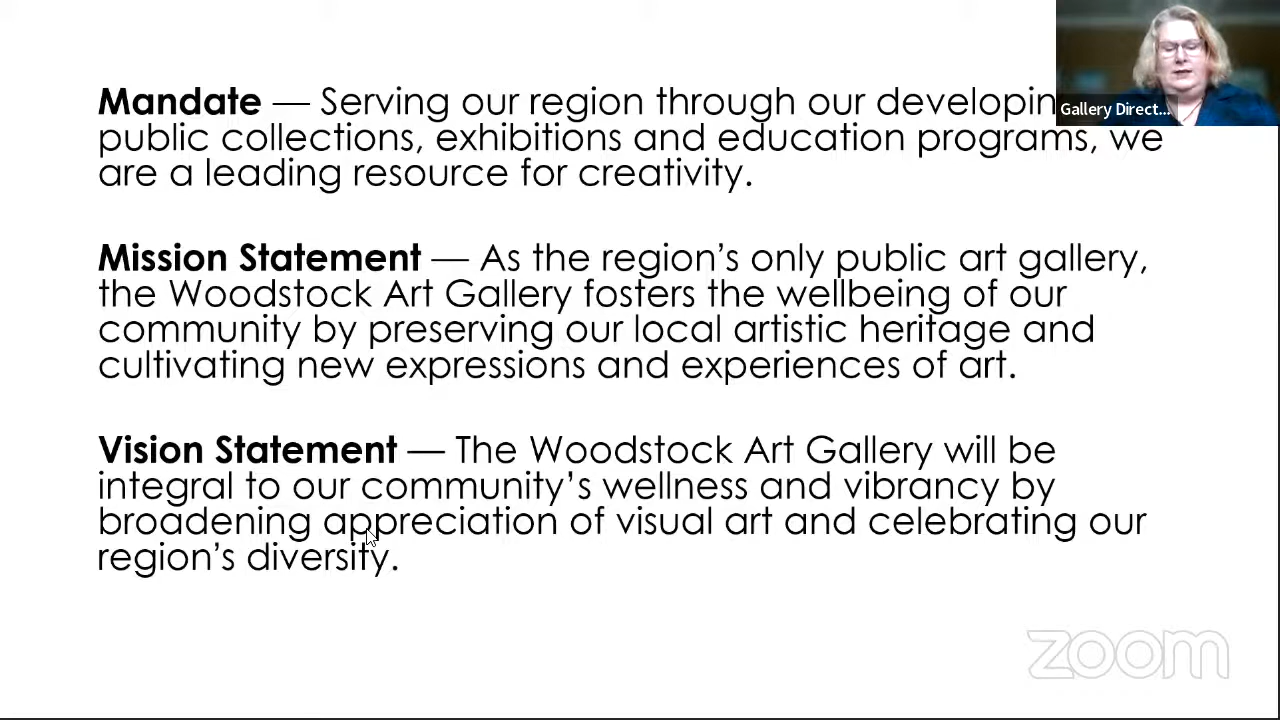 Mandate — Serving our region through our developin
public collections, exhibitions and education programs, we
are a leading resource for creativity.
Mission Statement — As the region's only public art gallery,
the Woodstock Art Gallery fosters the wellbeing of our
community by preserving our local artistic heritage and
cultivating new expressions and experiences of art.
Vision Statement — The Woodstock Art Gallery will be
integral to our community's wellness and vibrancy by
broadening appreciation of visual art and celebrating our
region's diversity.
Gallery Direct...
zoom